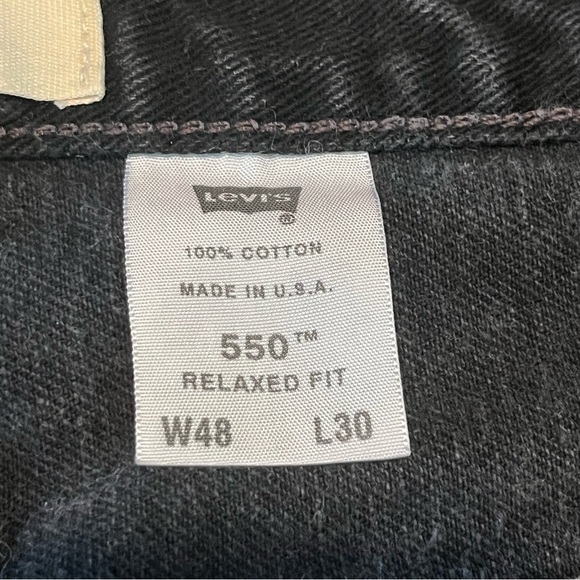 Levi's
®
100% COTTON
MADE IN U.S.A.
550™
RELAXED FIT
W48 L30